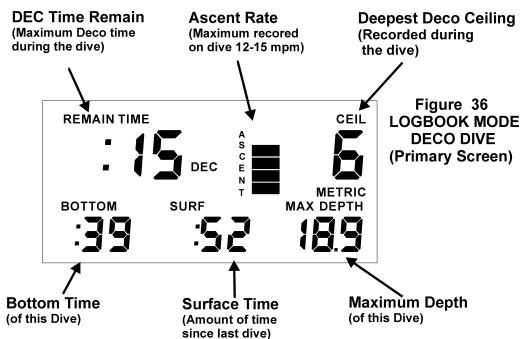 DEC Time Remain
(Maximum Deco time
during the dive)
Ascent Rate
(Maximum recored
on dive 12-15 mpm)
Deepest Deco Ceiling
(Recorded during
the dive)
Figure 36
LOGBOOK MODE
DECO DIVE
(Primary Screen)
REMAIN TIME
:15 DEC
ASCENT
CEIL
6
METRIC
BOTTOM
:39
SURF
:52
MAX DEPTH
18.9
Bottom Time
(of this Dive)
Surface Time
(Amount of time
since last dive)
Maximum Depth
(of this Dive)